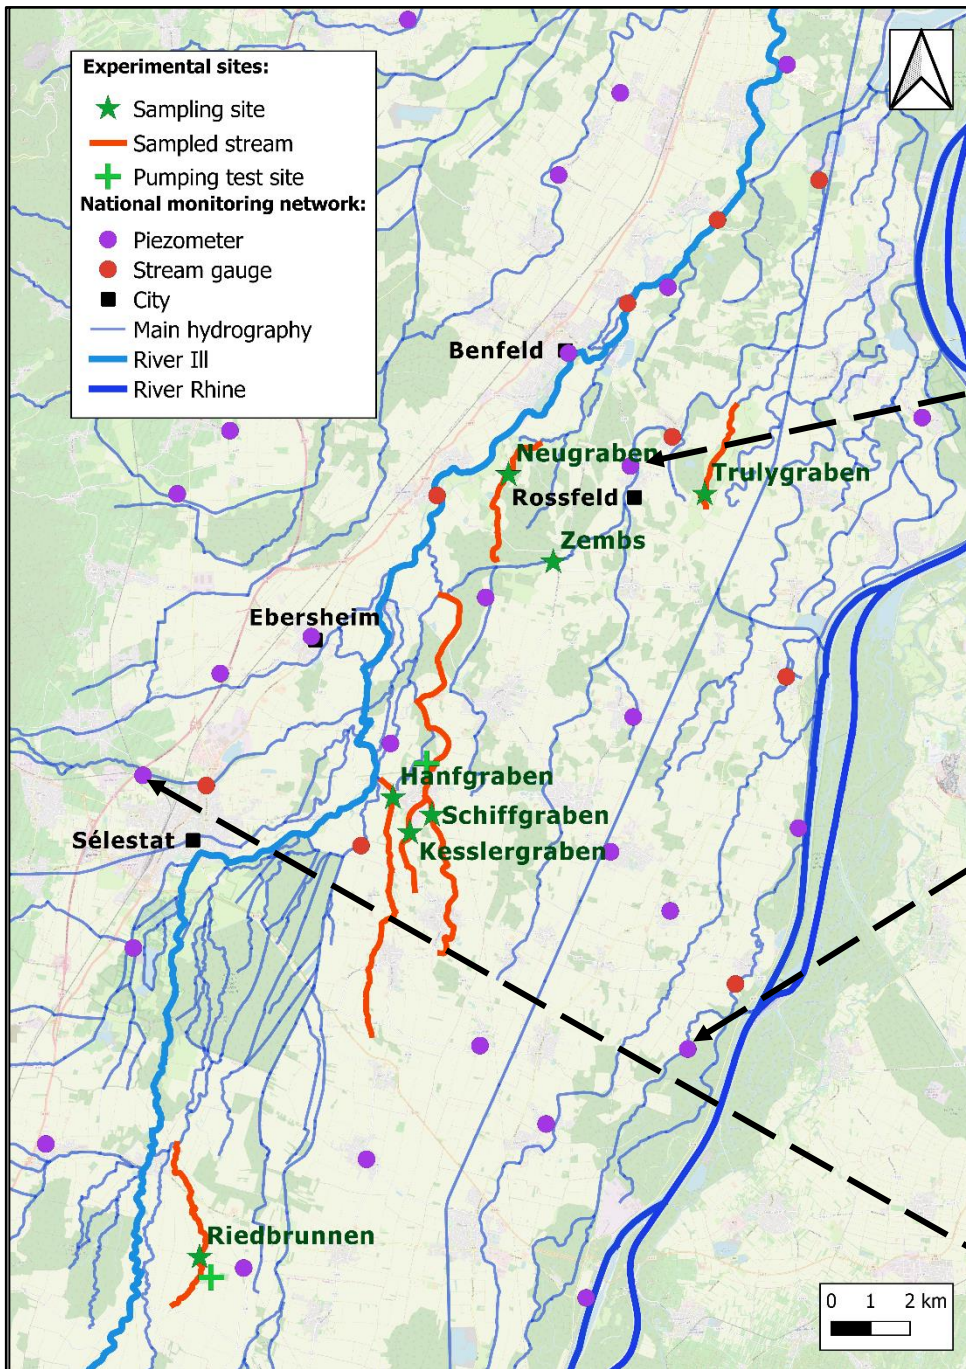 Experimental sites:
Sampling site
Sampled stream
Pumping test site
National monitoring network:
Piezometer
Stream gauge
City
Main hydrography
River Ill
River Rhine
Benfeld
Neugraben
Trulygraben
Rossfeld
Zembs
Ebersheim
Hanfgraben
Schiffgraben
Sélestat
Kesslergraben
Riedbrunnen
0 1 2 km